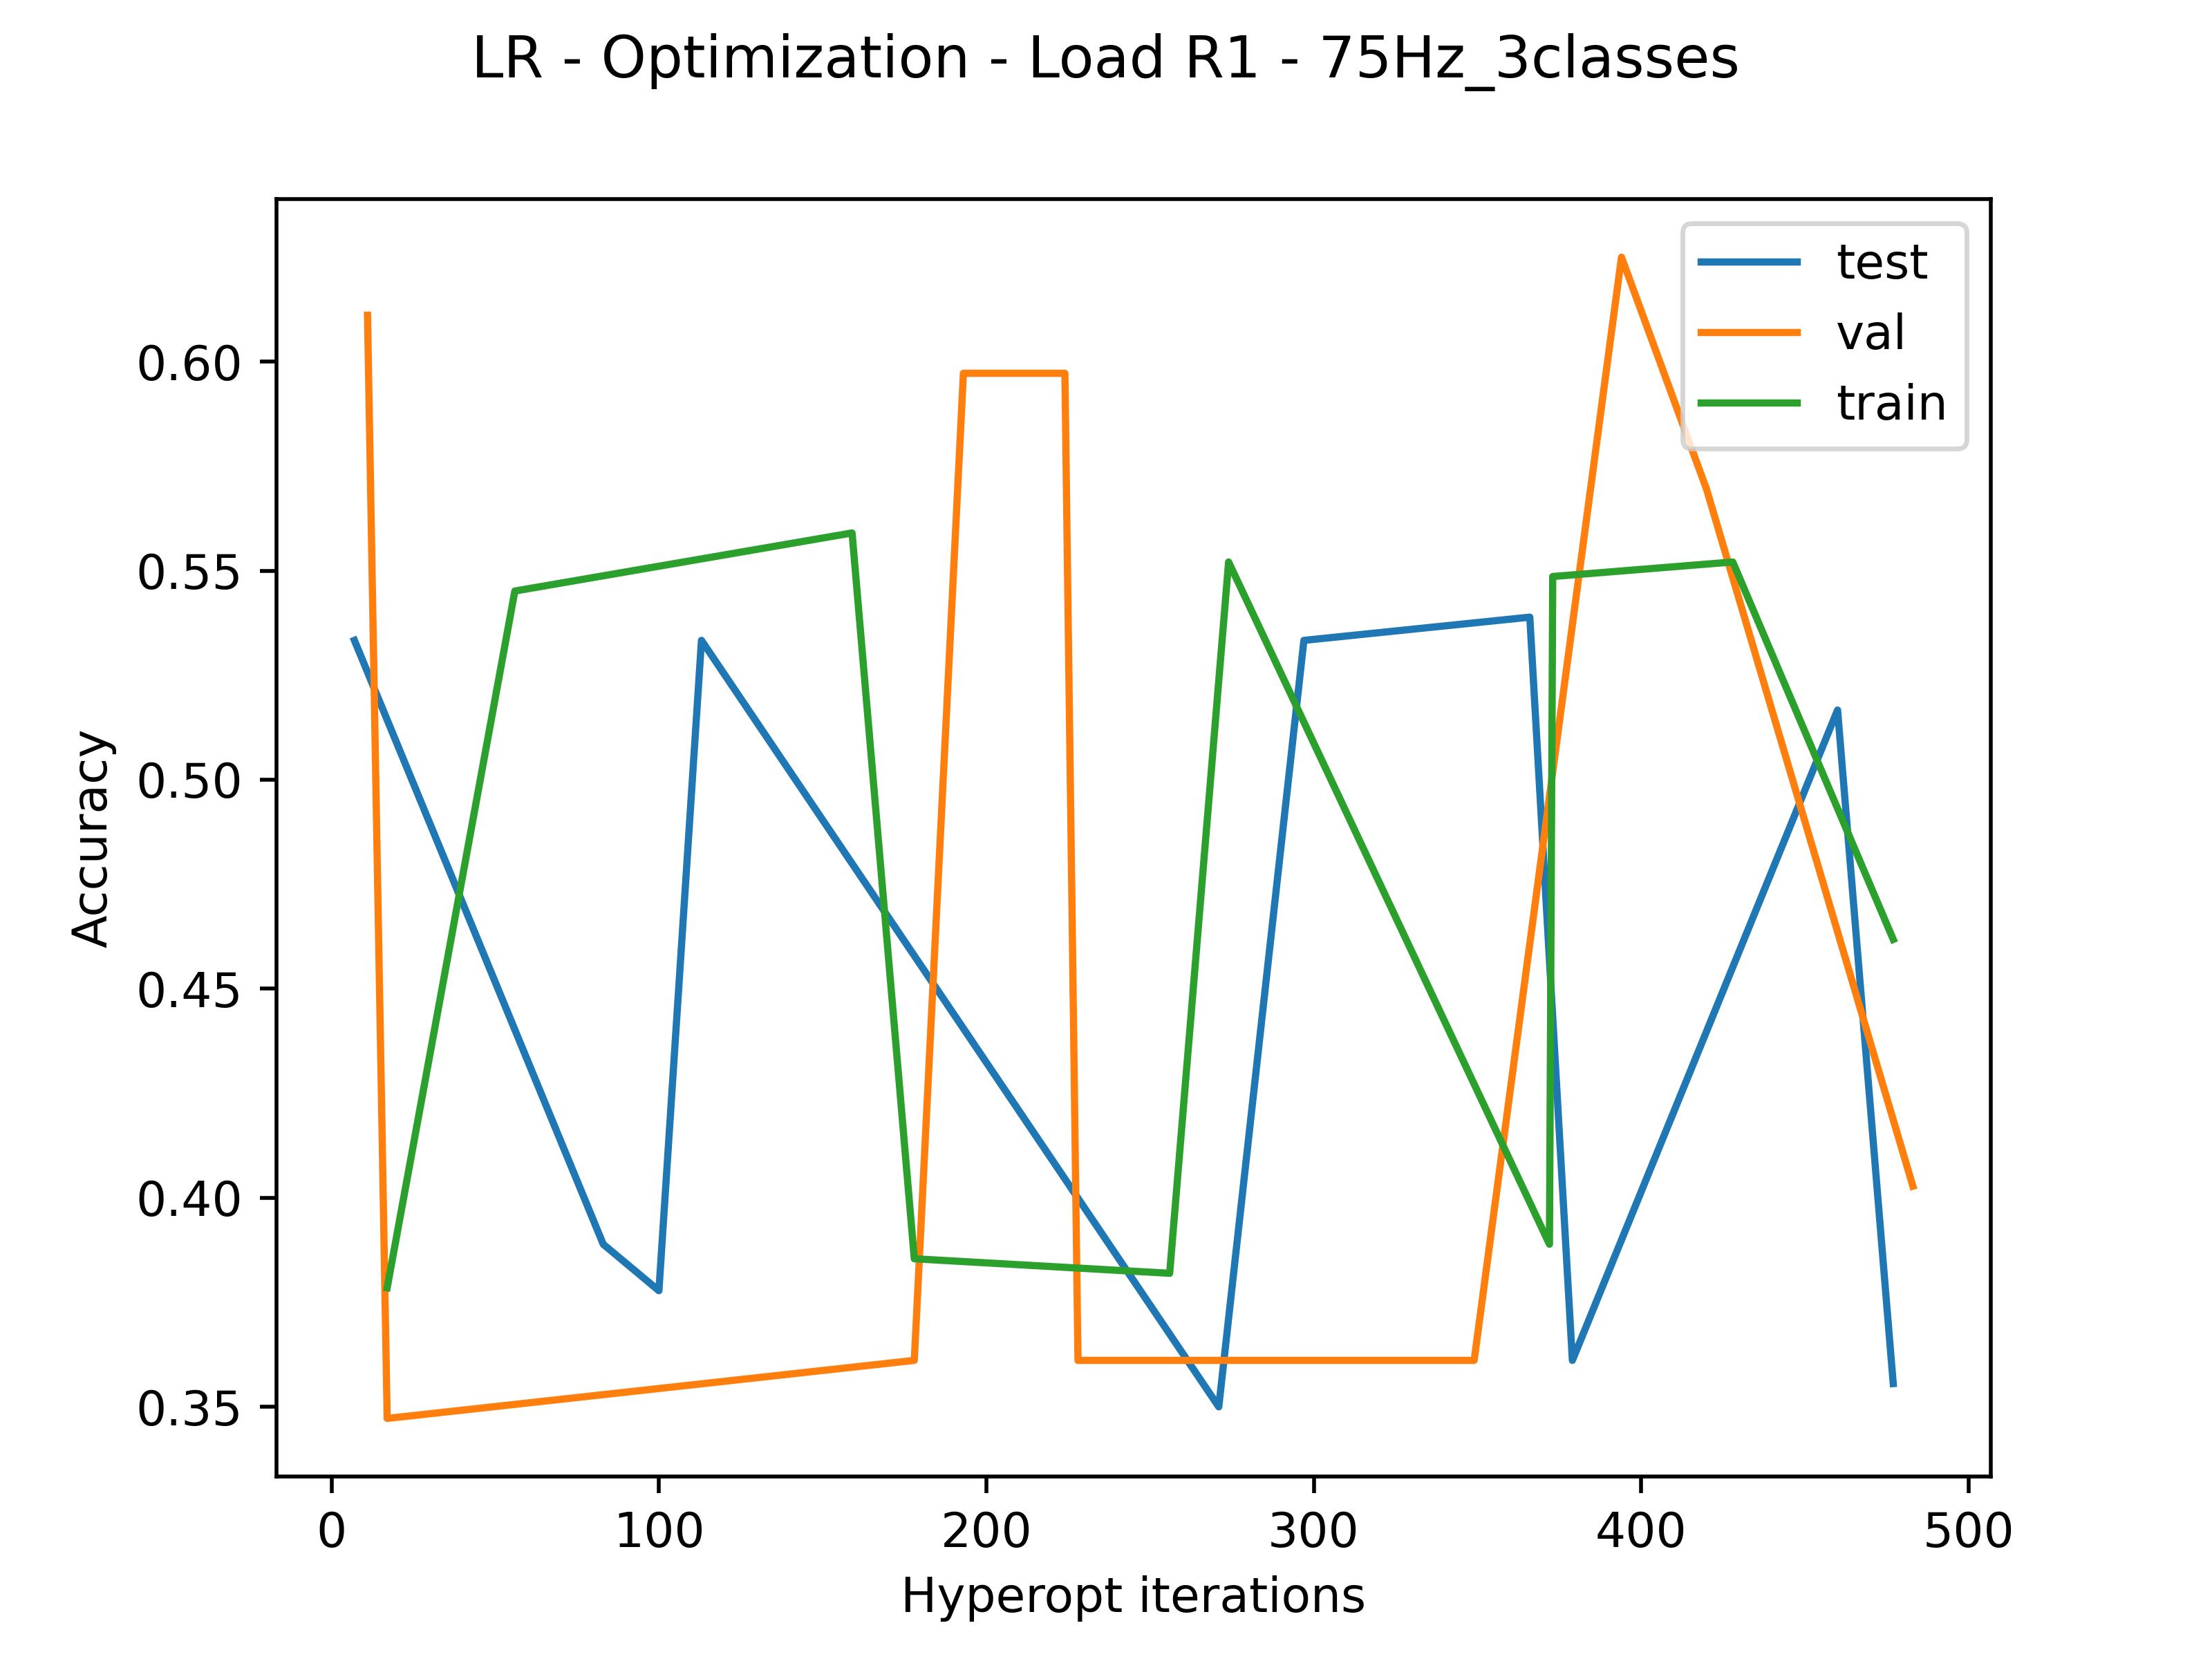 LR - Optimization - Load R1 - 75Hz_3classes
test
val
train
0.60
0.55
0.50
0.45
0.40
0.35
Accuracy
0 100 200 300 400 500
Hyperopt iterations